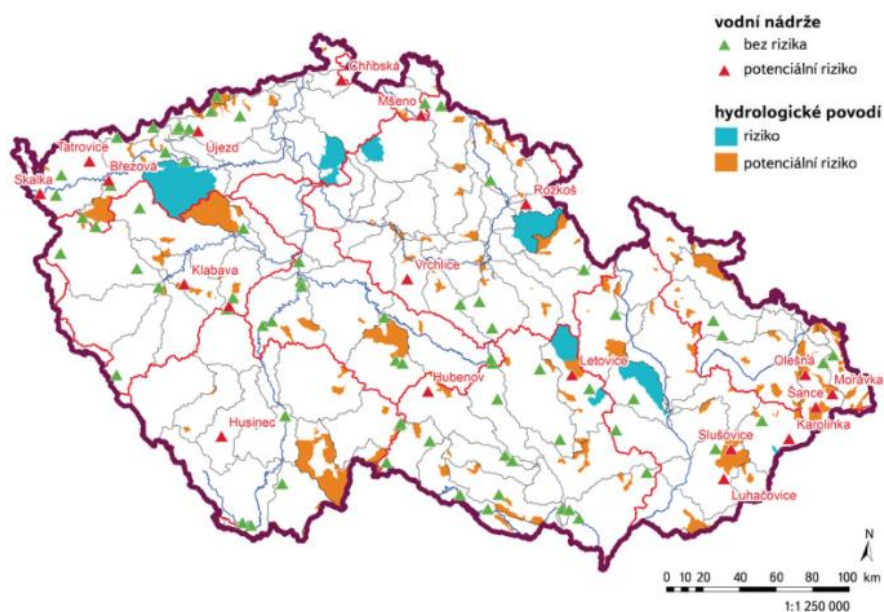 vodní nádrže
bez rizika
potenciální riziko
hydrologické povodí
riziko
potenciální riziko
Chřibská
Mšeno
Tatrovice
Újezd
Březová
Skalka
Rozkoš
Klabava
Vrchlice
Letovice
Olešná
Hubenov
Morávka
Šance
Husinec
Karolinka
Slušovice
Luhačovice
N
0 10 20 40 60 80 100 km
1:1 250 000